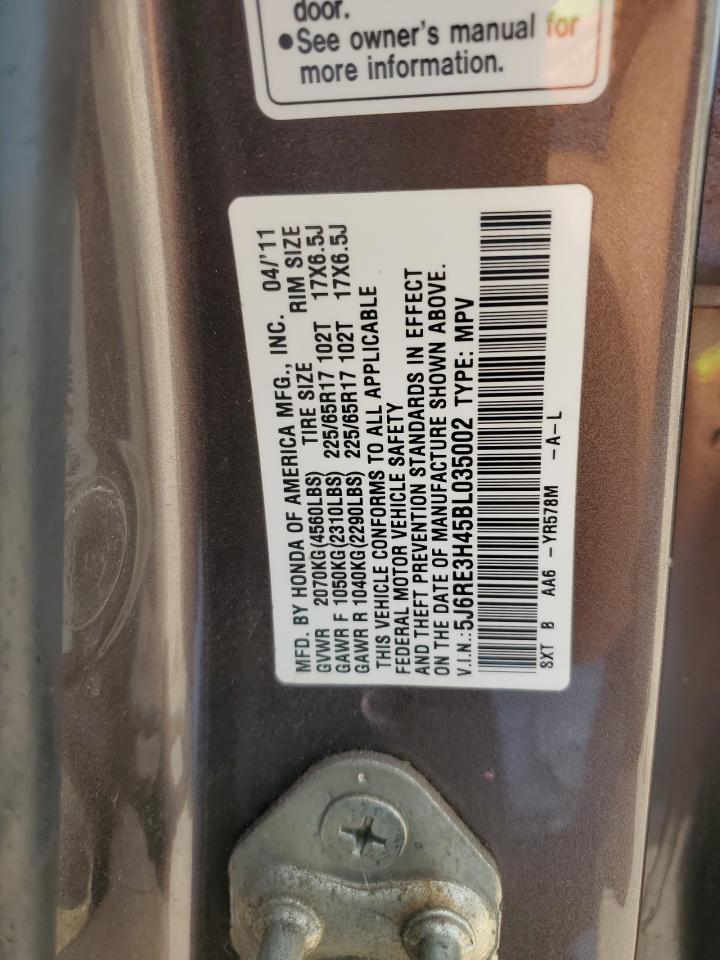 door.
●See owner's manual for
more information.
MFD. BY HONDA OF AMERICA MFG., INC. 04/'11
GVWR 2070KG(4560LBS) TIRE SIZE RIM SIZE
GAWR F 1050KG(2310LBS) 225/65R17 102T 17X6.5J
GAWR R 1040KG(2290LBS) 225/65R17 102T 17X6.5J
THIS VEHICLE CONFORMS TO ALL APPLICABLE
FEDERAL MOTOR VEHICLE SAFETY
AND THEFT PREVENTION STANDARDS IN EFFECT
ON THE DATE OF MANUFACTURE SHOWN ABOVE.
V.I.N.:5J6RE3H45BL035002 TYPE: MPV
SXT B AA6 -YR578M -A-L